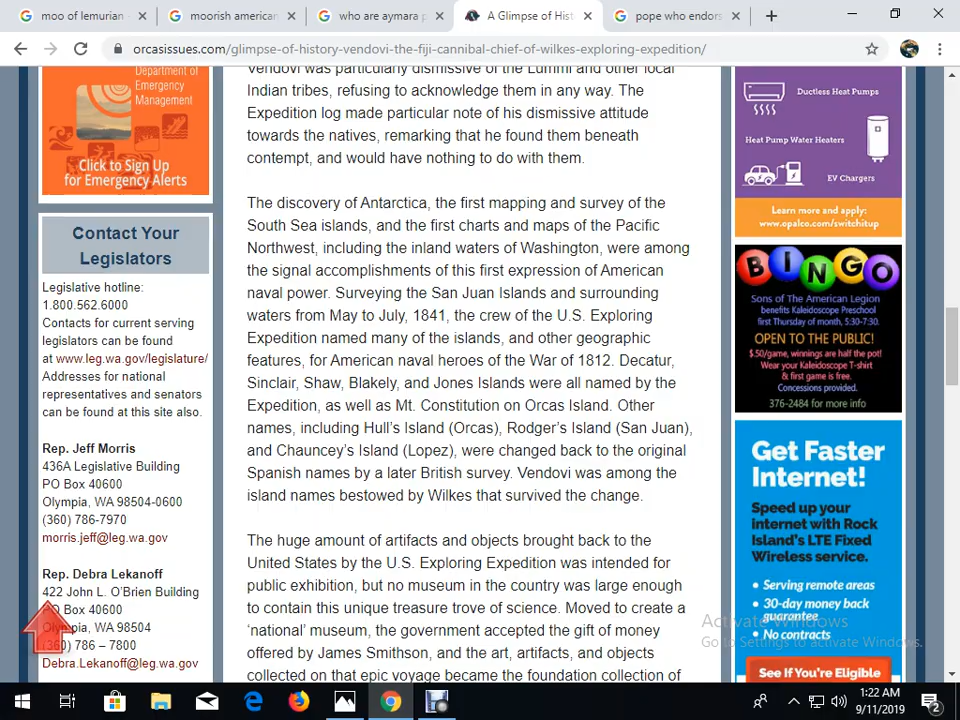 moo of lemurian
moorish american
who are aymara p
A Glimpse of Hist
pope who endors
orcasissues.com/glimpse-of-history-vendovi-the-fiji-cannibal-chief-of-wilkes-exploring-expedition/
Department of
Emergency
Management
Click to Sign Up
for Emergency Alerts
Contact Your
Legislators
Legislative hotline:
1.800.562.6000
Contacts for current serving
legislators can be found
at www.leg.wa.gov/legislature/
Addresses for national
representatives and senators
can be found at this site also.
Rep. Jeff Morris
436A Legislative Building
PO Box 40600
Olympia, WA 98504-0600
(360) 786-7970
morris.jeff@leg.wa.gov
Rep. Debra Lekanoff
422 John L. O'Brien Building
PO Box 40600
Olympia, WA 98504
(360) 786 – 7800
Debra.Lekanoff@leg.wa.gov
Vendovi was particularly dismissive of the Lummi and other local
Indian tribes, refusing to acknowledge them in any way. The
Expedition log made particular note of his dismissive attitude
towards the natives, remarking that he found them beneath
contempt, and would have nothing to do with them.
The discovery of Antarctica, the first mapping and survey of the
South Sea islands, and the first charts and maps of the Pacific
Northwest, including the inland waters of Washington, were among
the signal accomplishments of this first expression of American
naval power. Surveying the San Juan Islands and surrounding
waters from May to July, 1841, the crew of the U.S. Exploring
Expedition named many of the islands, and other geographic
features, for American naval heroes of the War of 1812. Decatur,
Sinclair, Shaw, Blakely, and Jones Islands were all named by the
Expedition, as well as Mt. Constitution on Orcas Island. Other
names, including Hull's Island (Orcas), Rodger's Island (San Juan),
and Chauncey's Island (Lopez), were changed back to the original
Spanish names by a later British survey. Vendovi was among the
island names bestowed by Wilkes that survived the change.
The huge amount of artifacts and objects brought back to the
United States by the U.S. Exploring Expedition was intended for
public exhibition, but no museum in the country was large enough
to contain this unique treasure trove of science. Moved to create a
'national' museum, the government accepted the gift of money
offered by James Smithson, and the art, artifacts, and objects
collected on that epic voyage became the foundation collection of
Ductless Heat Pumps
Heat Pump Water Heaters
EV Chargers
Learn more and apply:
www.opalco.com/switchitup
BINGO
Sons of The American Legion
benefits Kaleidoscope Preschool
first Thursday of month, 5:30-7:30.
OPEN TO THE PUBLIC!
$.50/game, winnings are half the pot!
Wear your Kaleidoscope T-shirt
& first game is free.
Concessions provided.
376-2484 for more info
Get Faster
Internet!
Speed up your
internet with Rock
Island's LTE Fixed
Wireless service.
• Serving remote areas
• 30-day money back
guarantee
• No contracts
See If You're Eligible
Activate Windows
Go to Settings to activate Windows.
1:22 AM
9/11/2019
2